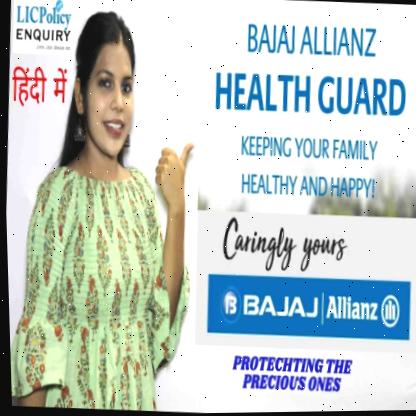 LICPolicy
ENQUIRY
हिंदी में
BAJAJ ALLIANZ
HEALTH GUARD
KEEPING YOUR FAMILY
HEALTHY AND HAPPY!
Caringly yours
BAJAJ Allianz
PROTECHTING THE
PRECIOUS ONES